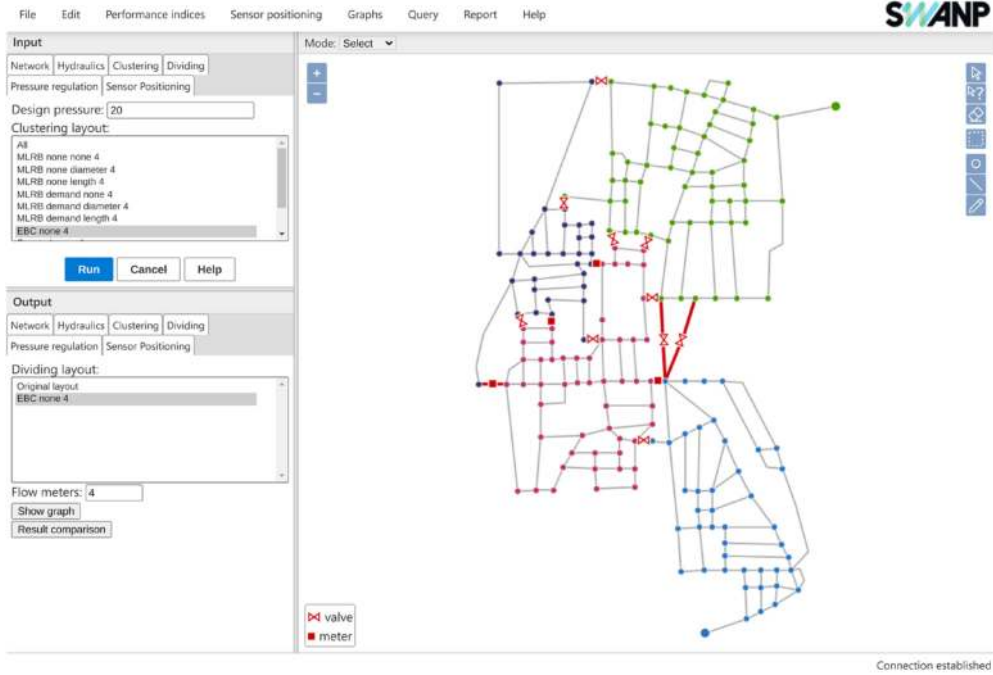 File Edit Performance indices Sensor positioning Graphs Query Report Help
SWANP
Input
Mode: Select
Network Hydraulics Clustering Dividing
Pressure regulation Sensor Positioning
Design pressure: 20
Clustering layout:
All
MLRB none none 4
MLRB none diameter 4
MLRB none length 4
MLRB demand none 4
MLRB demand diameter 4
MLRB demand length 4
EBC none 4
Run Cancel Help
Output
Network Hydraulics Clustering Dividing
Pressure regulation Sensor Positioning
Dividing layout:
Original layout
EBC none 4
Flow meters: 4
Show graph
Result comparison
valve
meter
Connection established